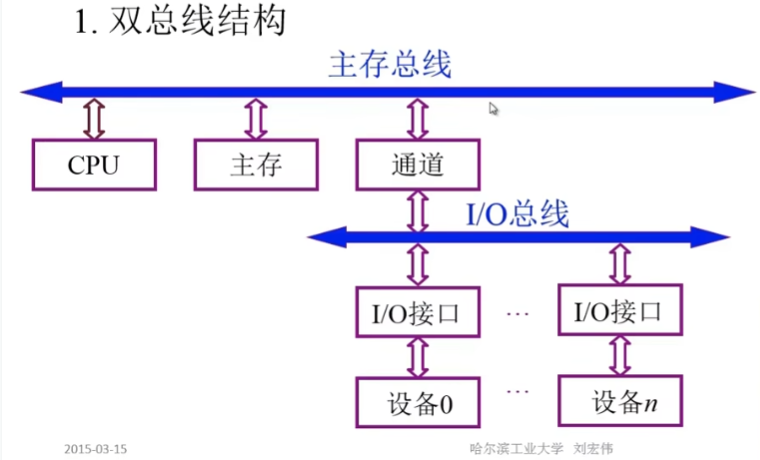 1. 双总线结构
主存总线
CPU 主存 通道
I/O总线
I/O接口 … I/O接口
设备0 … 设备n
2015-03-15 哈尔滨工业大学 刘宏伟